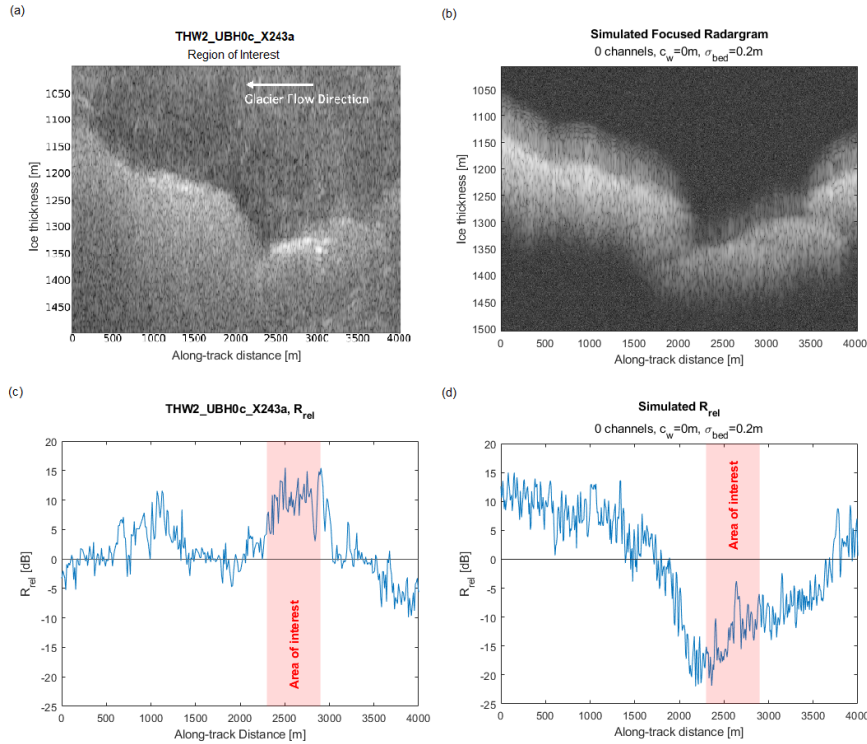 (a)
THW2_UBH0c_X243a
Region of Interest
Glacier Flow Direction
1050
1100
1150
1200
1250
1300
1350
1400
1450
Ice thickness [m]
0 500 1000 1500 2000 2500 3000 3500 4000
Along-track distance [m]
(b)
Simulated Focused Radargram
0 channels, c_w=0m, σ_bed=0.2m
1050
1100
1150
1200
1250
1300
1350
1400
1450
1500
Ice thickness [m]
0 500 1000 1500 2000 2500 3000 3500 4000
Along-track distance [m]
(c)
THW2_UBH0c_X243a, R_rel
20
15
10
5
0
-5
-10
-15
-20
-25
R_rel [dB]
Area of interest
0 500 1000 1500 2000 2500 3000 3500 4000
Along-track Distance [m]
(d)
Simulated R_rel
0 channels, c_w=0m, σ_bed=0.2m
20
15
10
5
0
-5
-10
-15
-20
-25
R_rel [dB]
Area of interest
0 500 1000 1500 2000 2500 3000 3500 4000
Along-track distance [m]